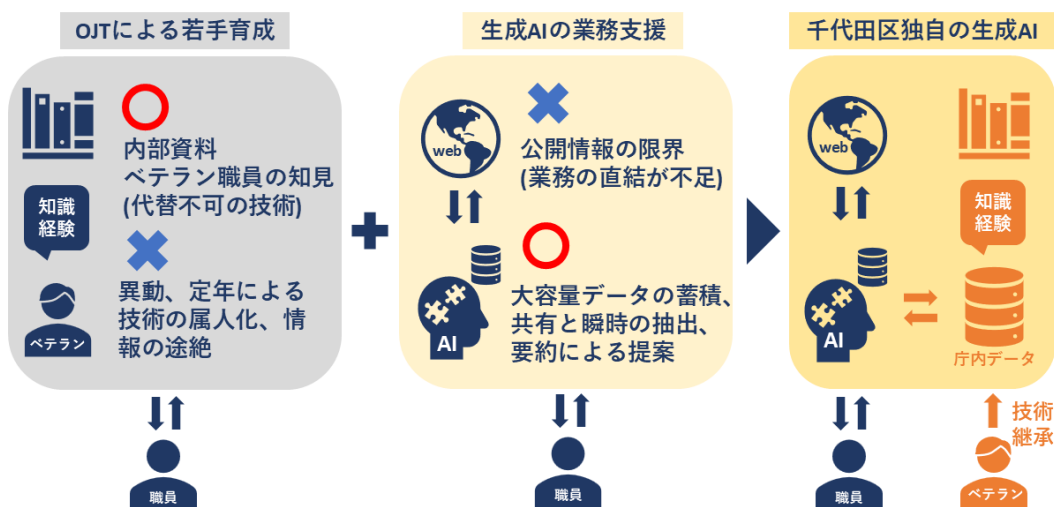 OJTによる若手育成
内部資料
ベテラン職員の知見
(代替不可の技術)
知識
経験
異動、定年による
技術の属人化、情
報の途絶
ベテラン
職員
生成AIの業務支援
web
公開情報の限界
(業務の直結が不足)
AI
大容量データの蓄積、
共有と瞬時の抽出、
要約による提案
職員
千代田区独自の生成AI
web
知識
経験
AI
庁内データ
技術
継承
職員
ベテラン